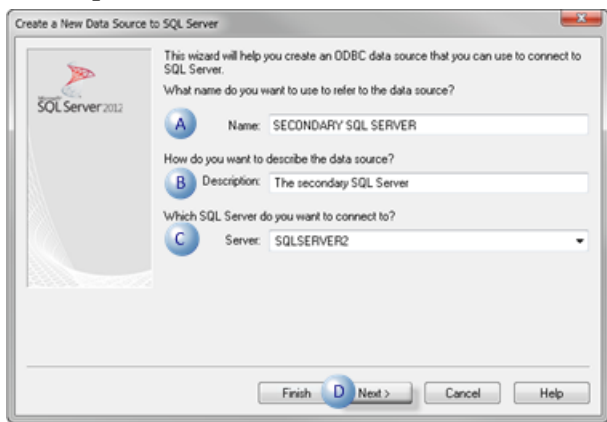 Create a New Data Source to SQL Server
This wizard will help you create an ODBC data source that you can use to connect to
SQL Server.
What name do you want to use to refer to the data source?
Microsoft
SQL Server 2012
A
Name: SECONDARY SQL SERVER
How do you want to describe the data source?
B
Description: The secondary SQL Server
Which SQL Server do you want to connect to?
C
Server: SQLSERVER2
Finish D Next > Cancel Help